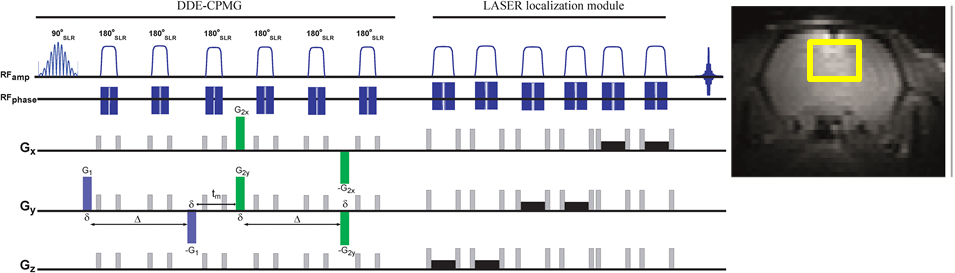 DDE-CPMG LASER localization module
90°SLR 180°SLR 180°SLR 180°SLR 180°SLR 180°SLR 180°SLR
RFamp
RFphase
G2x
Gx
-G2x
G1 G2y
tm
Gy δ δ
δ Δ δ Δ δ
-G1 -G2y
Gz